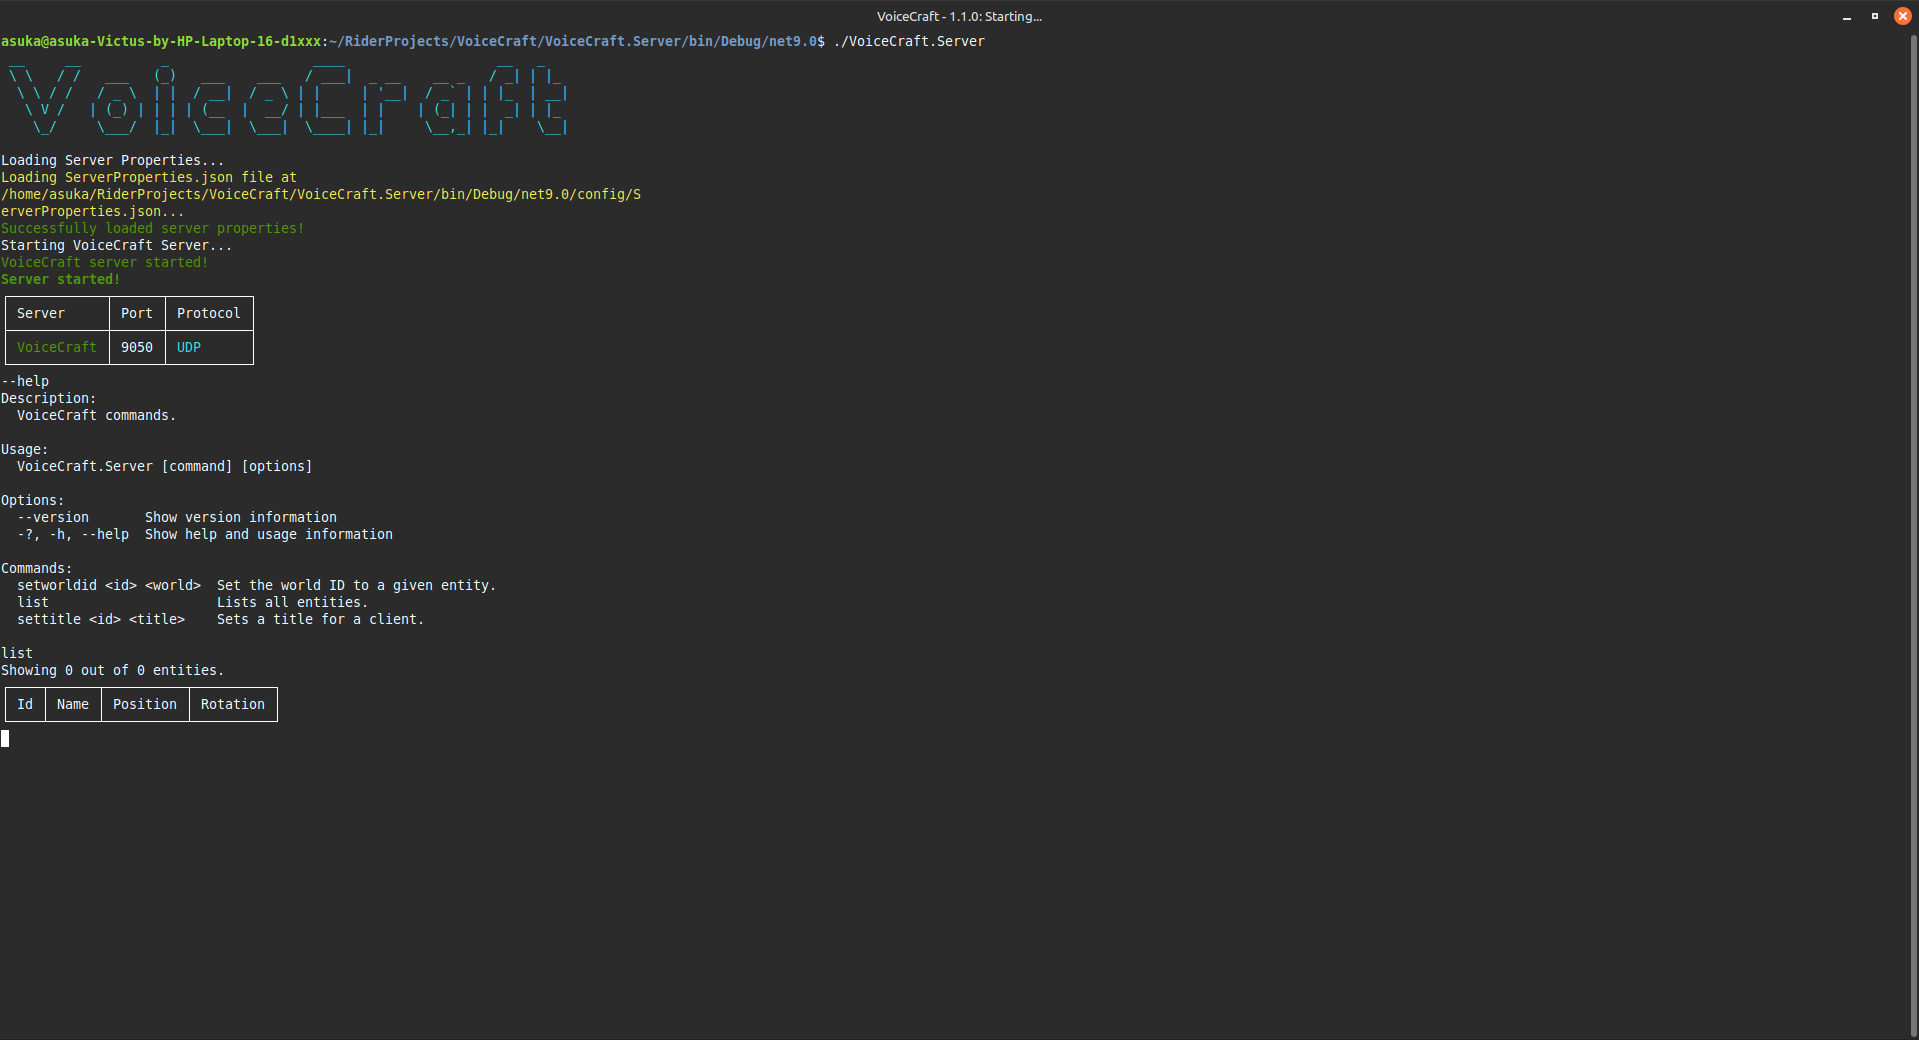 VoiceCraft - 1.1.0: Starting...
asuka@asuka-Victus-by-HP-Laptop-16-d1xxx:~/RiderProjects/VoiceCraft/VoiceCraft.Server/bin/Debug/net9.0$ ./VoiceCraft.Server
VoiceCraft
Loading Server Properties...
Loading ServerProperties.json file at
/home/asuka/RiderProjects/VoiceCraft/VoiceCraft.Server/bin/Debug/net9.0/config/S
erverProperties.json...
Successfully loaded server properties!
Starting VoiceCraft Server...
VoiceCraft server started!
Server started!
Server Port Protocol
VoiceCraft 9050 UDP
--help
Description:
  VoiceCraft commands.

Usage:
  VoiceCraft.Server [command] [options]

Options:
  --version       Show version information
  -?, -h, --help  Show help and usage information

Commands:
  setworldid <id> <world>  Set the world ID to a given entity.
  list                     Lists all entities.
  settitle <id> <title>    Sets a title for a client.

list
Showing 0 out of 0 entities.
Id Name Position Rotation